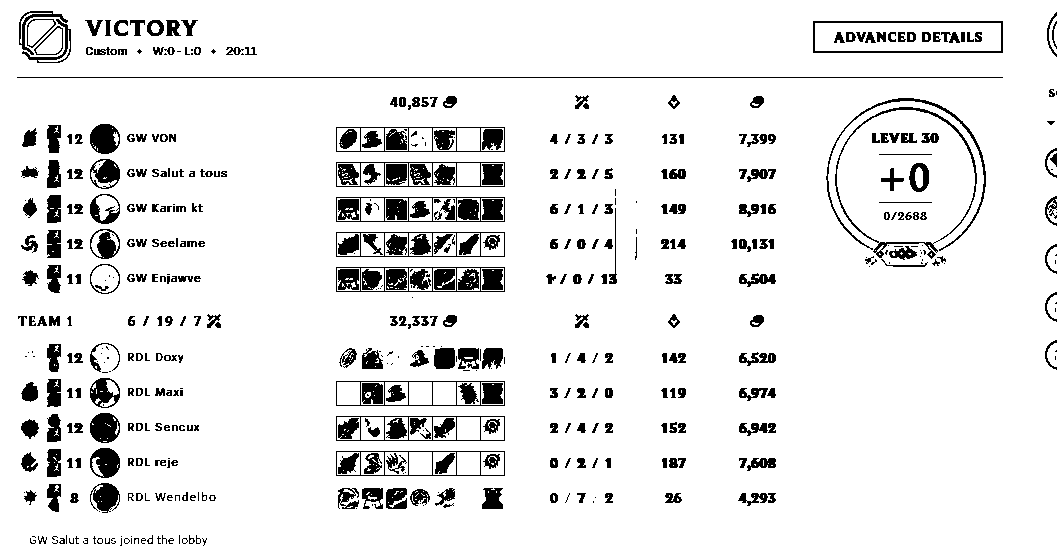 VICTORY
Custom • W:0 - L:0 • 20:11
ADVANCED DETAILS
40,857
12 GW VON 4 / 3 / 3 131 7,399
12 GW Salut a tous 2 / 2 / 5 160 7,907
12 GW Karim kt 6 / 1 / 3 149 8,916
12 GW Seelame 6 / 0 / 4 214 10,131
11 GW Enjawve 1 / 0 / 13 33 6,504
LEVEL 30
+0
0/2688
TEAM 1 6 / 19 / 7 32,337
12 RDL Doxy 1 / 4 / 2 142 6,520
11 RDL Maxi 3 / 2 / 0 119 6,974
12 RDL Sencux 2 / 4 / 2 152 6,942
11 RDL reje 0 / 2 / 1 187 7,608
8 RDL Wendelbo 0 / 7 / 2 26 4,293
GW Salut a tous joined the lobby